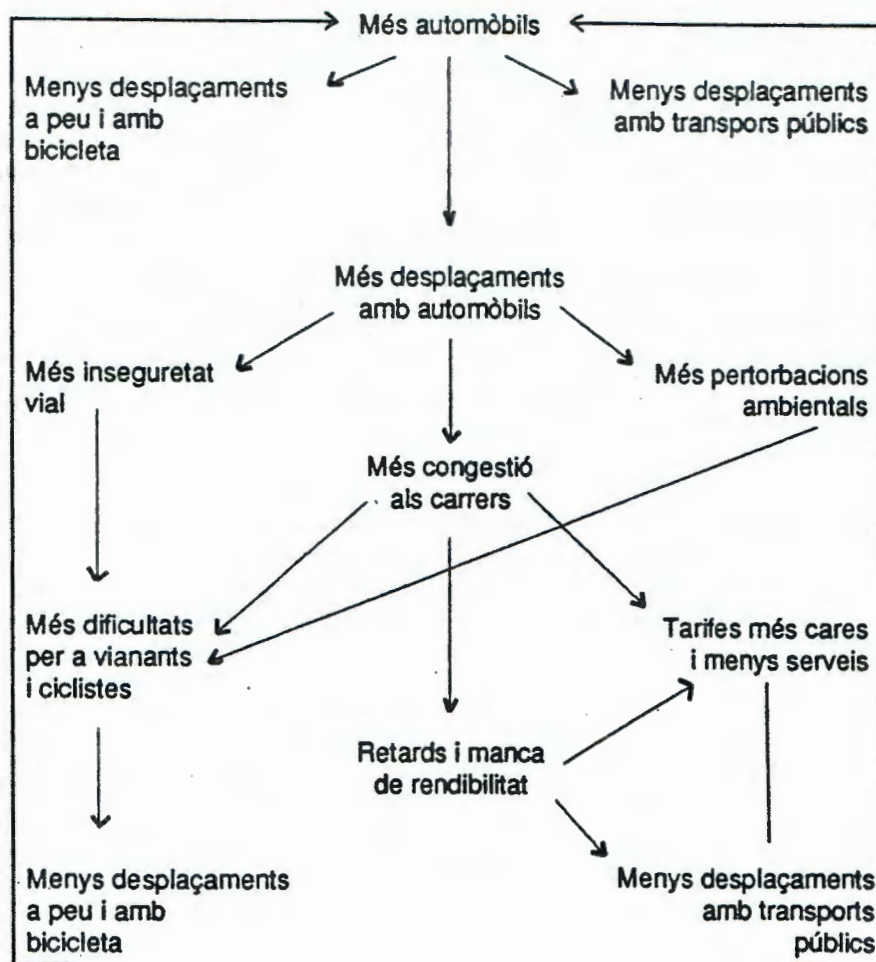 Més automòbils
Menys desplaçaments
a peu i amb
bicicleta
Menys desplaçaments
amb transpors públics
Més desplaçaments
amb automòbils
Més inseguretat
vial
Més pertorbacions
ambientals
Més congestió
als carrers
Més dificultats
per a vianants
i ciclistes
Tarifes més cares
i menys serveis
Retards i manca
de rendibilitat
Menys desplaçaments
a peu i amb
bicicleta
Menys desplaçaments
amb transports
públics